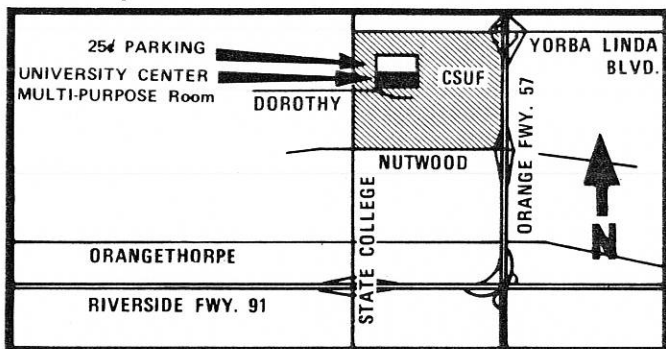 25¢ PARKING
UNIVERSITY CENTER
MULTI-PURPOSE Room
DOROTHY
CSUF
YORBA LINDA
BLVD.
ORANGE FWY. 57
NUTWOOD
N
STATE COLLEGE
ORANGETHORPE
RIVERSIDE FWY. 91